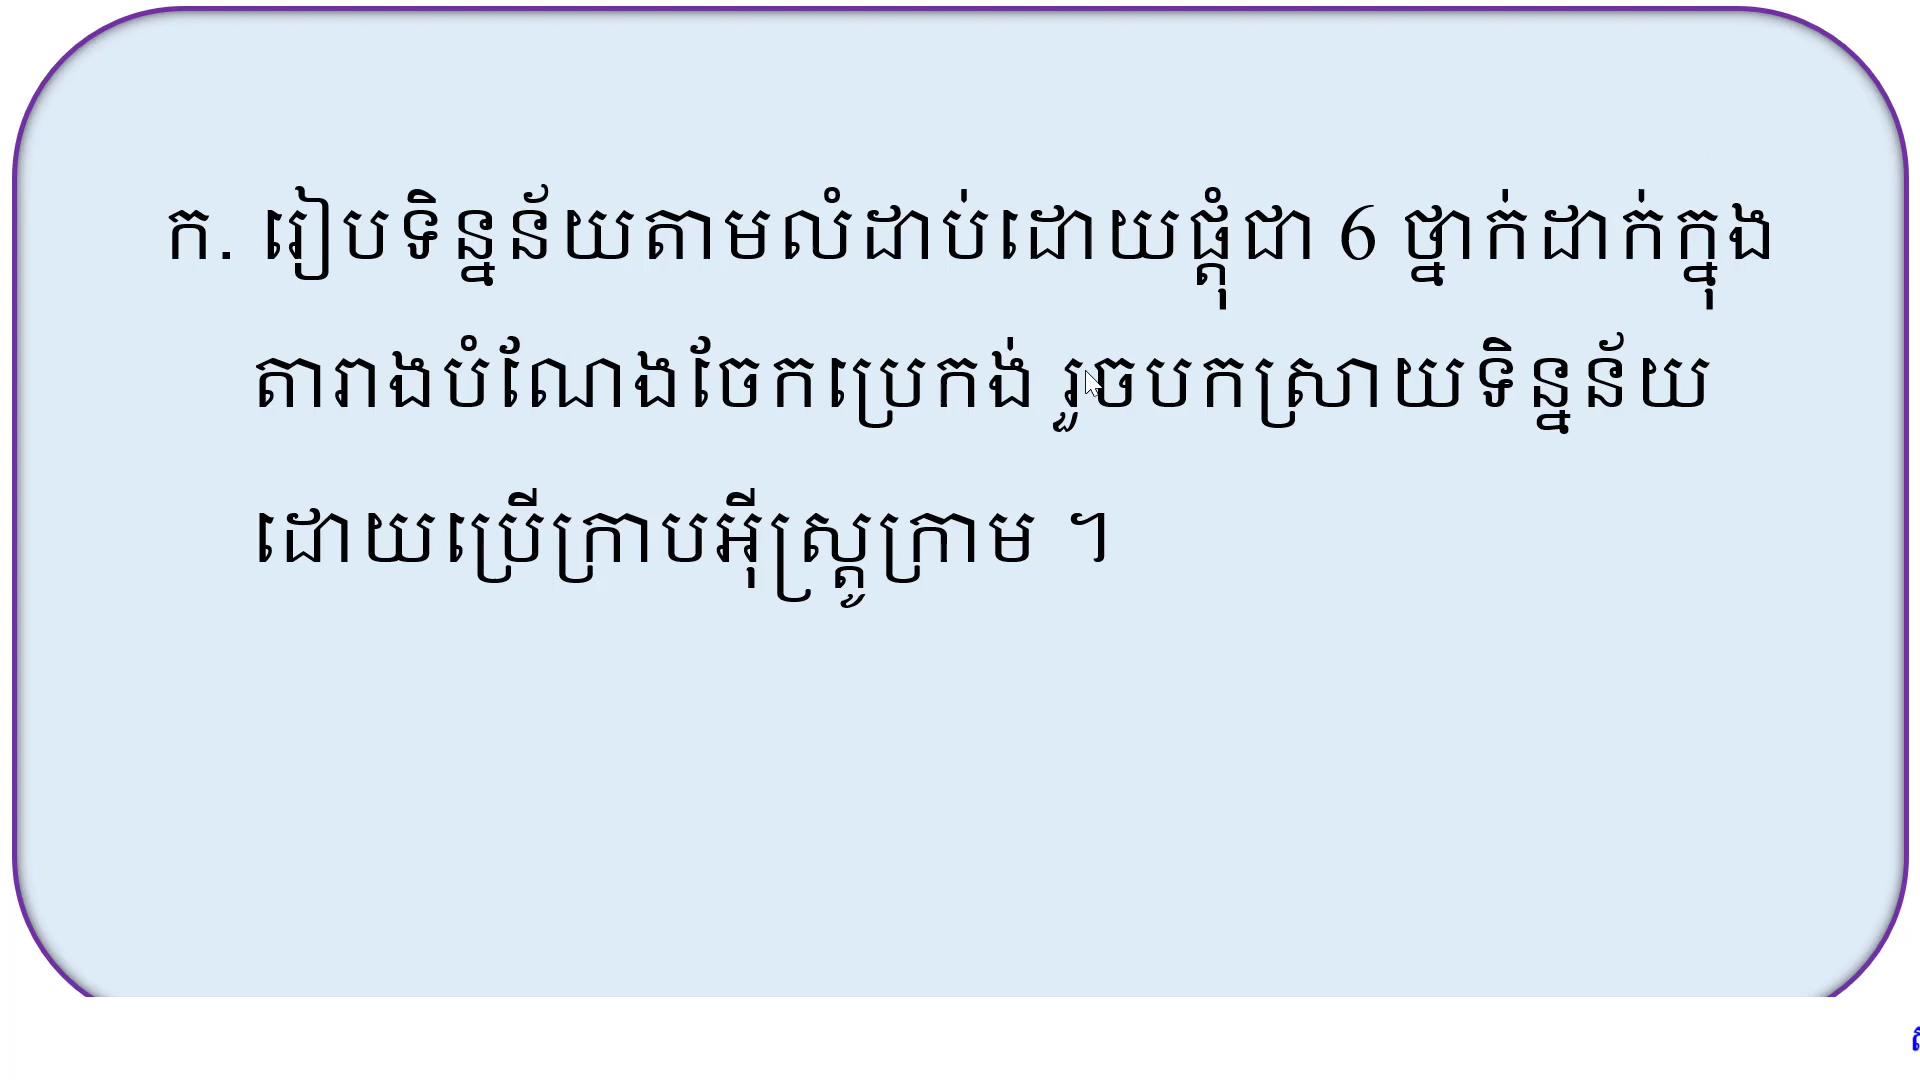 ក. រៀបទិន្នន័យតាមលំដាប់ដោយផ្តុំជា 6 ថ្នាក់ដាក់ក្នុង
តារាងបំណែងចែកប្រេកង់ រួចបកស្រាយទិន្នន័យ
ដោយប្រើក្រាបអ៊ីស្ត្រូក្រាម ។